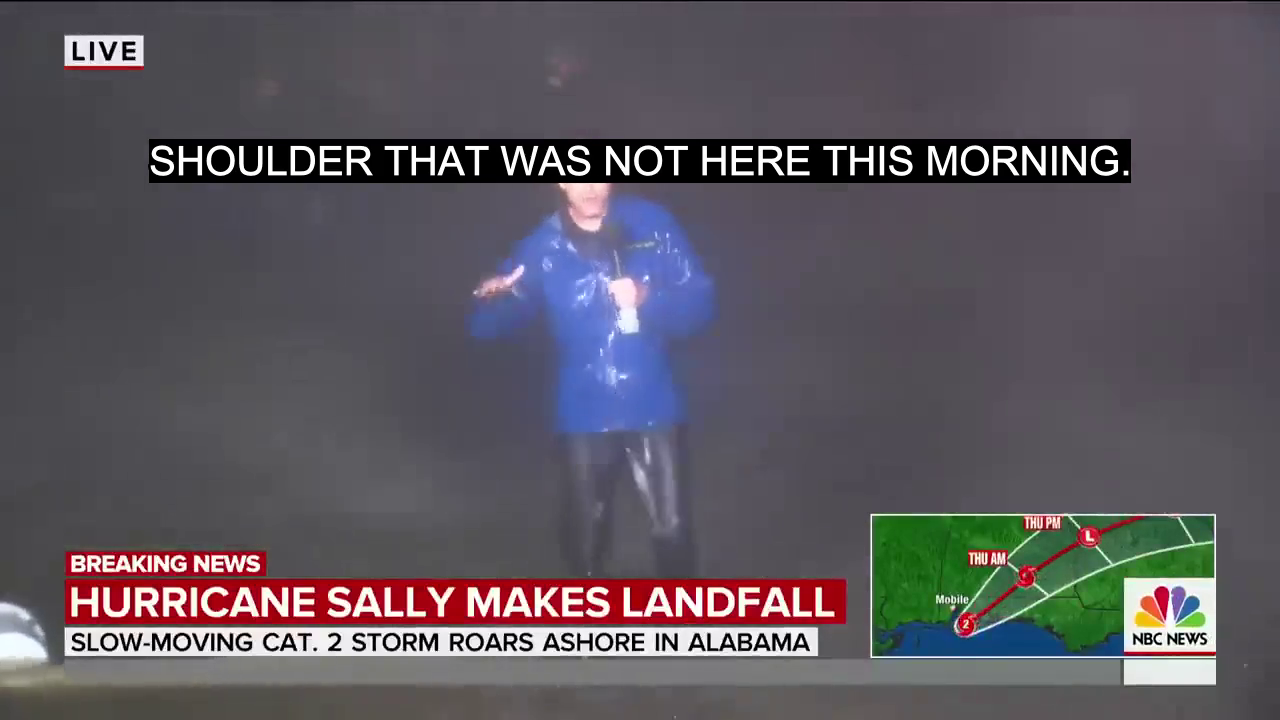 LIVE
SHOULDER THAT WAS NOT HERE THIS MORNING.
BREAKING NEWS
HURRICANE SALLY MAKES LANDFALL
SLOW-MOVING CAT. 2 STORM ROARS ASHORE IN ALABAMA
THU PM
L
THU AM
Mobile
2
NBC NEWS